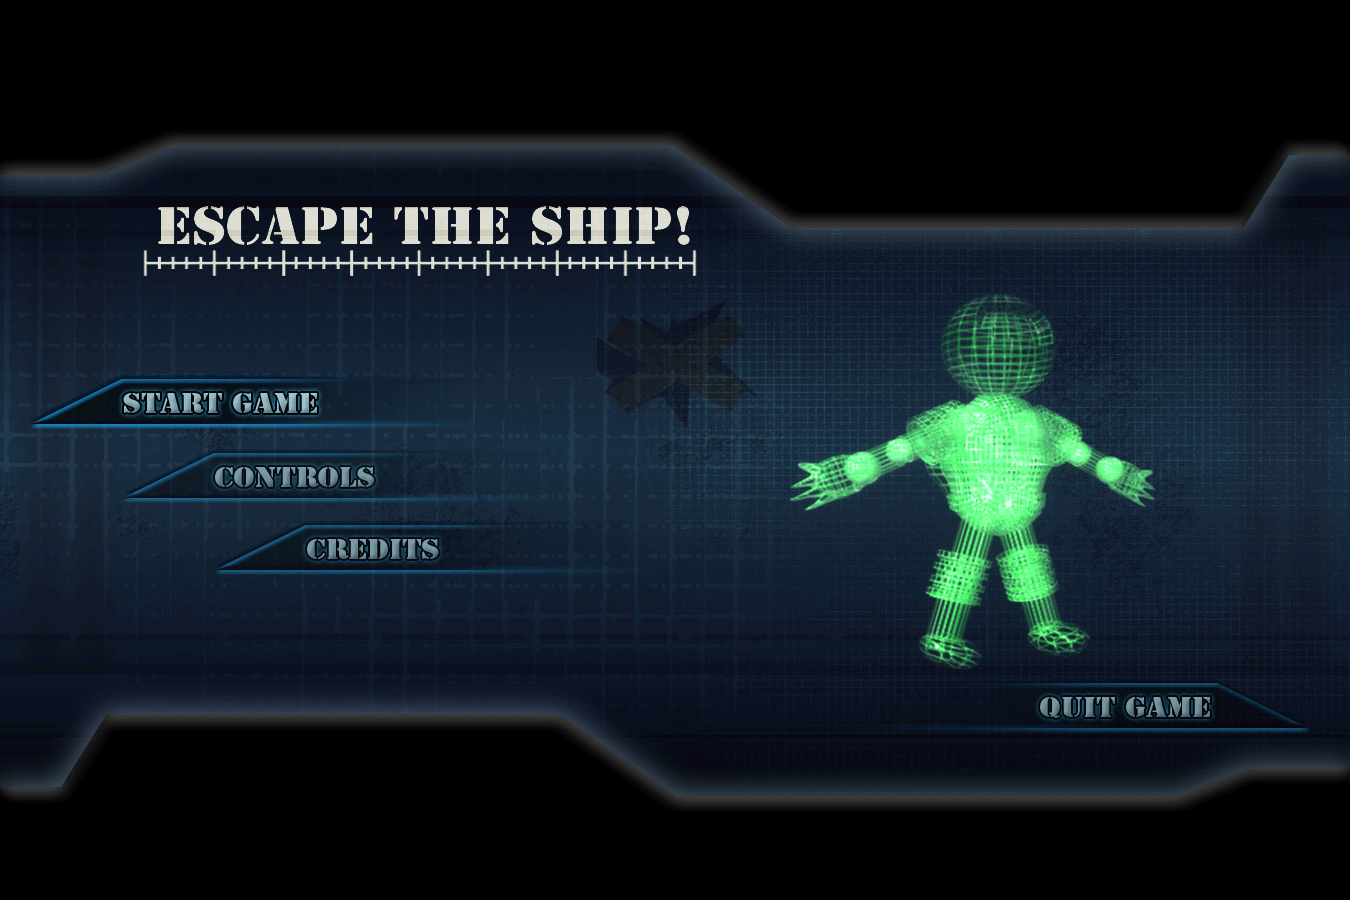 ESCAPE THE SHIP!
START GAME
CONTROLS
CREDITS
QUIT GAME